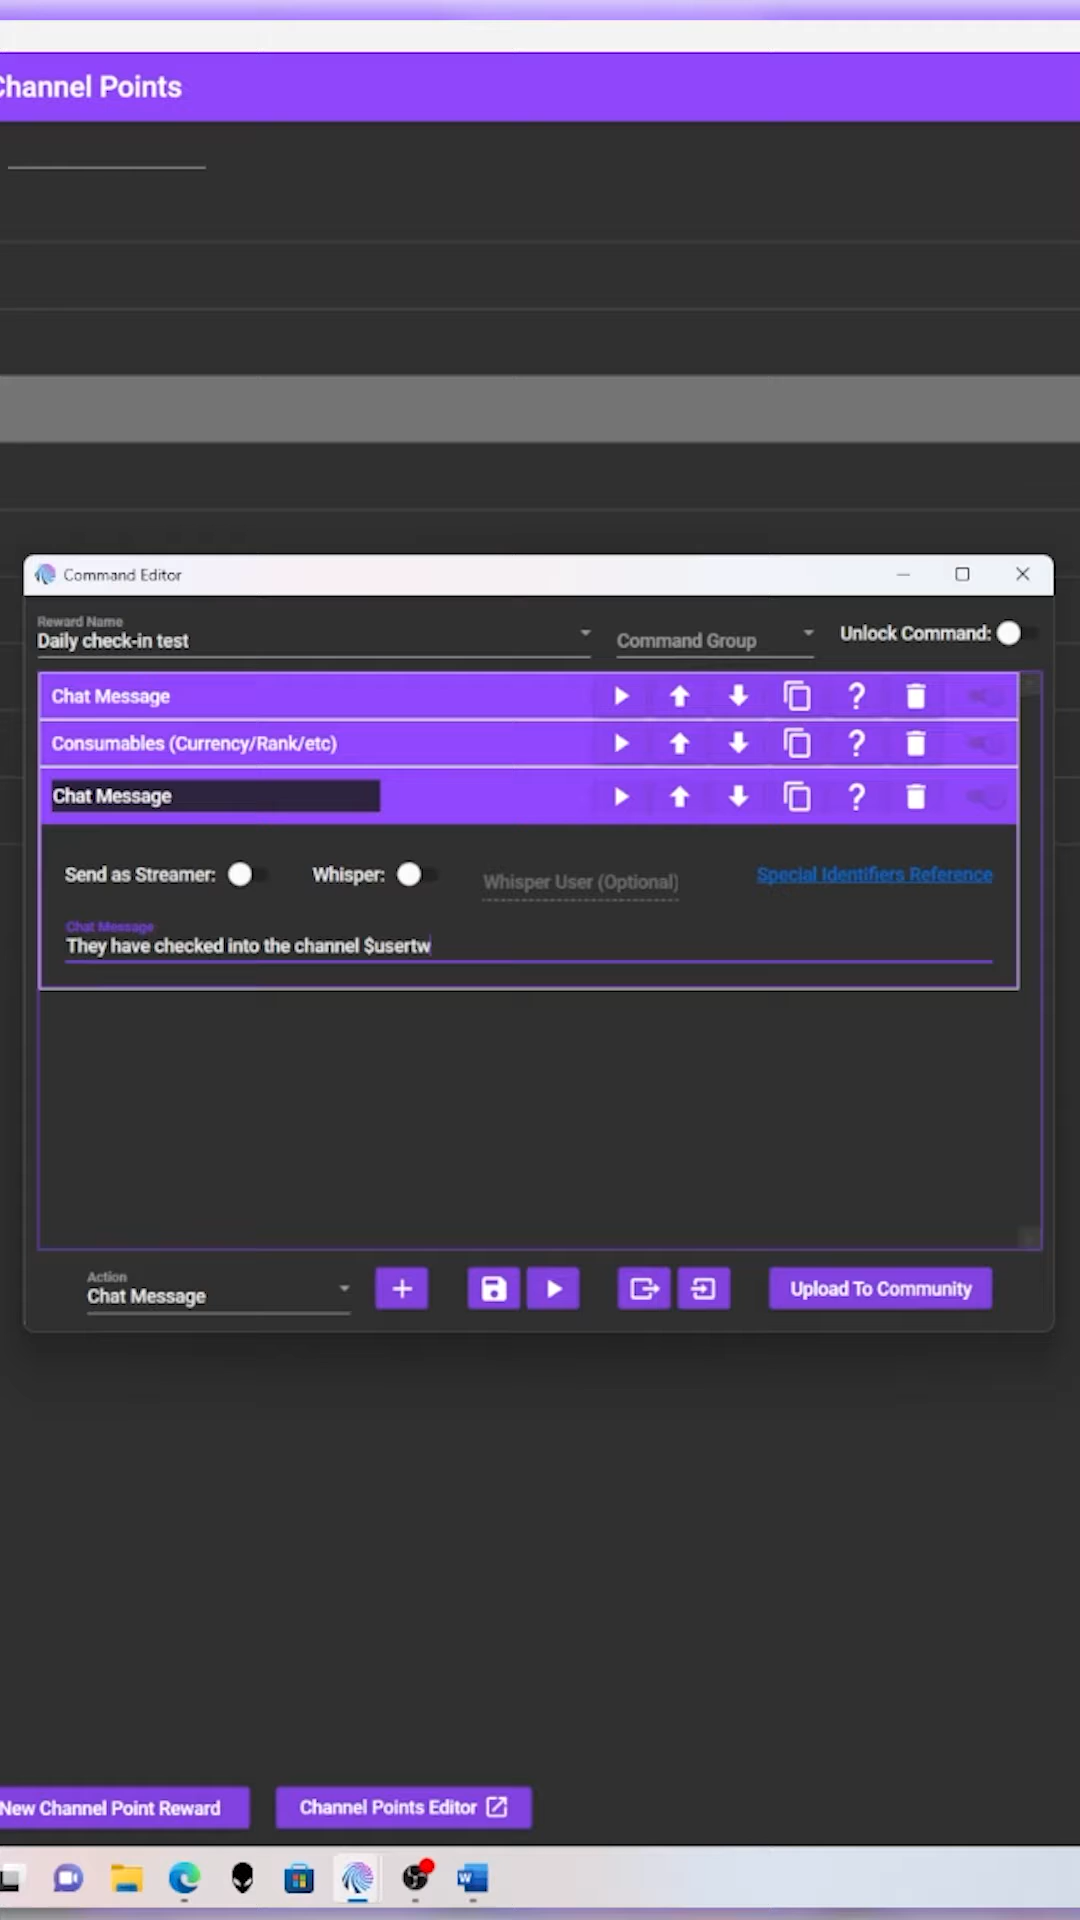 Channel Points
Command Editor
Reward Name
Daily check-in test
Command Group
Unlock Command:
Chat Message
Consumables (Currency/Rank/etc)
Chat Message
Send as Streamer:
Whisper:
Whisper User (Optional)
Special Identifiers Reference
Chat Message
They have checked into the channel $usertw
Action
Chat Message
Upload To Community
New Channel Point Reward
Channel Points Editor